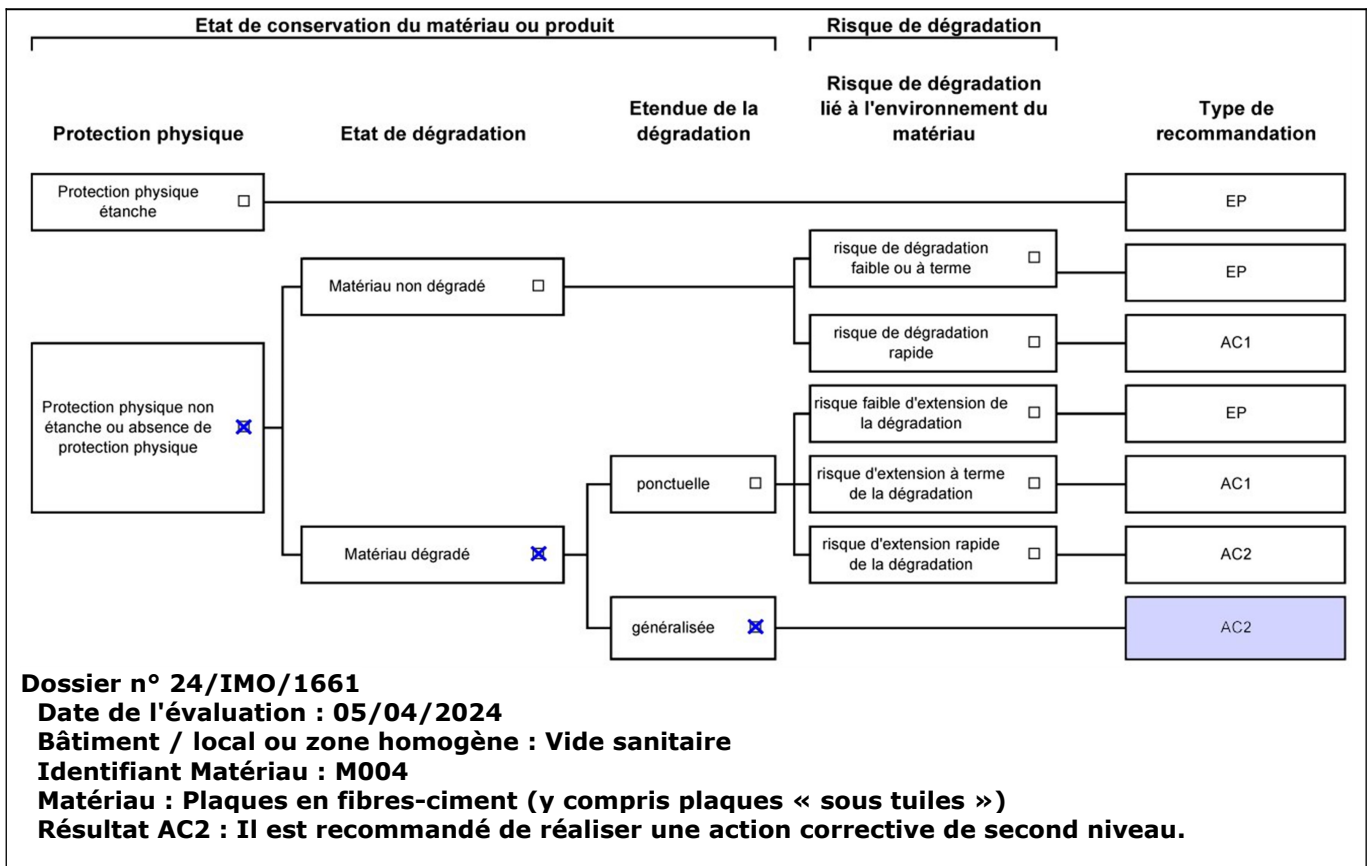 Etat de conservation du matériau ou produit
Risque de dégradation
Protection physique
Etat de dégradation
Etendue de la
dégradation
Risque de dégradation
lié à l'environnement du
matériau
Type de
recommandation
Protection physique
étanche
EP
Matériau non dégradé
risque de dégradation
faible ou à terme
EP
risque de dégradation
rapide
AC1
Protection physique non
étanche ou absence de
protection physique
risque faible d'extension de
la dégradation
EP
ponctuelle
risque d'extension à terme
de la dégradation
AC1
Matériau dégradé
risque d'extension rapide
de la dégradation
AC2
généralisée
AC2
Dossier n° 24/IMO/1661
Date de l'évaluation : 05/04/2024
Bâtiment / local ou zone homogène : Vide sanitaire
Identifiant Matériau : M004
Matériau : Plaques en fibres-ciment (y compris plaques « sous tuiles »)
Résultat AC2 : Il est recommandé de réaliser une action corrective de second niveau.